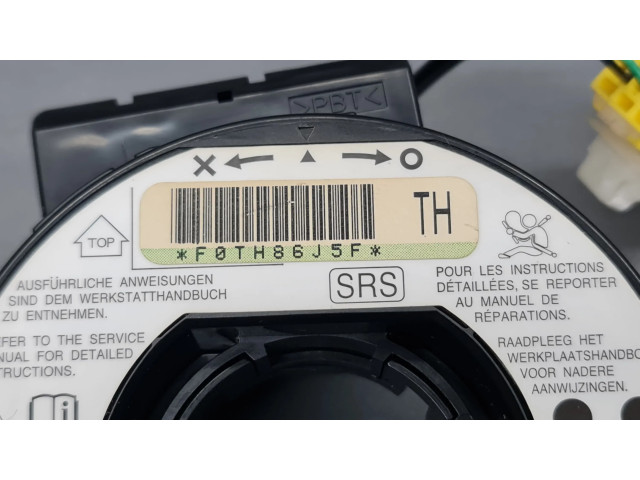 >PBT<
TH
*F0TH86J5F*
TOP
SRS
AUSFÜHRLICHE ANWEISUNGEN
SIND DEM WERKSTATTHANDBUCH
ZU ENTNEHMEN.
EFER TO THE SERVICE
NUAL FOR DETAILED
TRUCTIONS.
POUR LES INSTRUCTIONS
DÉTAILLÉES, SE REPORTER
AU MANUEL DE
RÉPARATIONS.
RAADPLEEG HET
WERKPLAATSHANDBO
VOOR NADERE
AANWIJZINGEN.